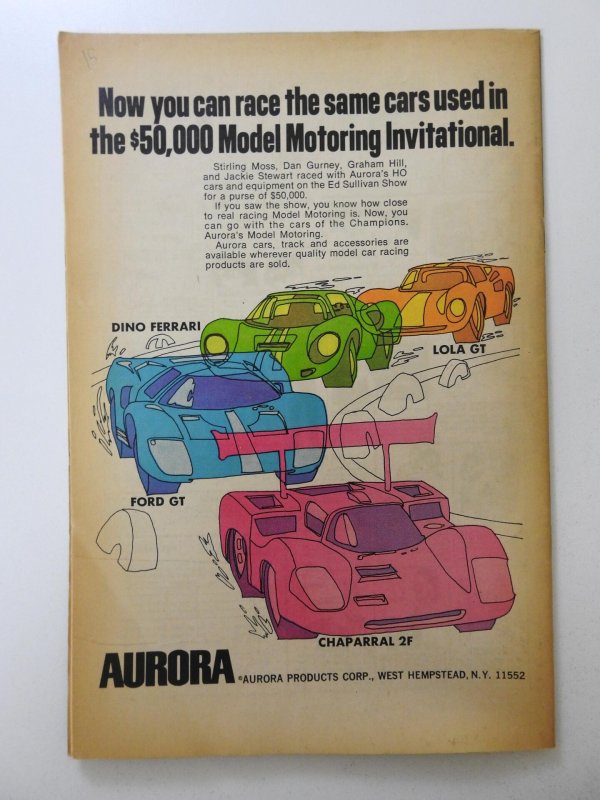 Now you can race the same cars used in
the $50,000 Model Motoring Invitational.
Stirling Moss, Dan Gurney, Graham Hill,
and Jackie Stewart raced with Aurora's HO
cars and equipment on the Ed Sullivan Show
for a purse of $50,000.
If you saw the show, you know how close
to real racing Model Motoring is. Now, you
can go with the cars of the Champions.
Aurora's Model Motoring.
Aurora cars, track and accessories are
available wherever quality model car racing
products are sold.
DINO FERRARI
LOLA GT
FORD GT
CHAPARRAL 2F
AURORA ©AURORA PRODUCTS CORP., WEST HEMPSTEAD, N.Y. 11552